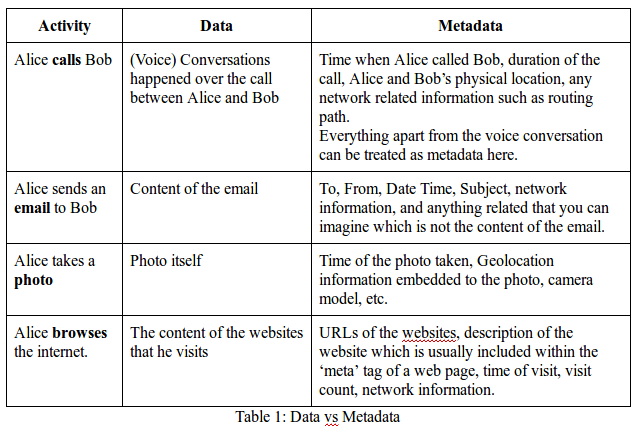 Activity Data Metadata
Alice calls Bob
(Voice) Conversations
happened over the call
between Alice and Bob
Time when Alice called Bob, duration of the
call, Alice and Bob’s physical location, any
network related information such as routing
path.
Everything apart from the voice conversation
can be treated as metadata here.
Alice sends an
email to Bob
Content of the email
To, From, Date Time, Subject, network
information, and anything related that you can
imagine which is not the content of the email.
Alice takes a
photo
Photo itself
Time of the photo taken, Geolocation
information embedded to the photo, camera
model, etc.
Alice browses
the internet.
The content of the websites
that he visits
URLs of the websites, description of the
website which is usually included within the
‘meta’ tag of a web page, time of visit, visit
count, network information.
Table 1: Data vs Metadata